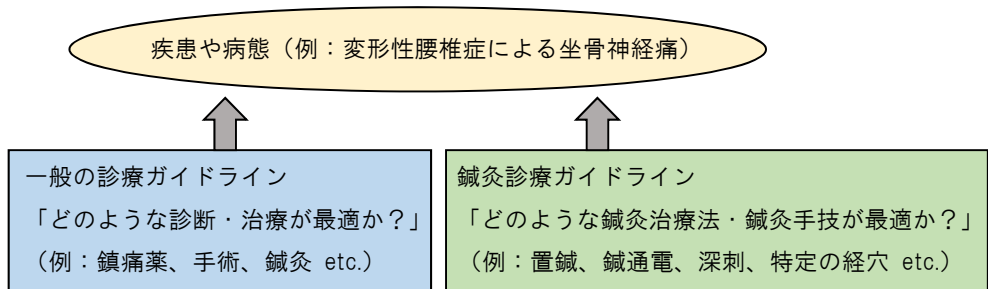 疾患や病態（例：変形性腰椎症による坐骨神経痛）
一般の診療ガイドライン
「どのような診断・治療が最適か？」
（例：鎮痛薬、手術、鍼灸 etc.）
鍼灸診療ガイドライン
「どのような鍼灸治療法・鍼灸手技が最適か？」
（例：置鍼、鍼通電、深刺、特定の経穴 etc.）